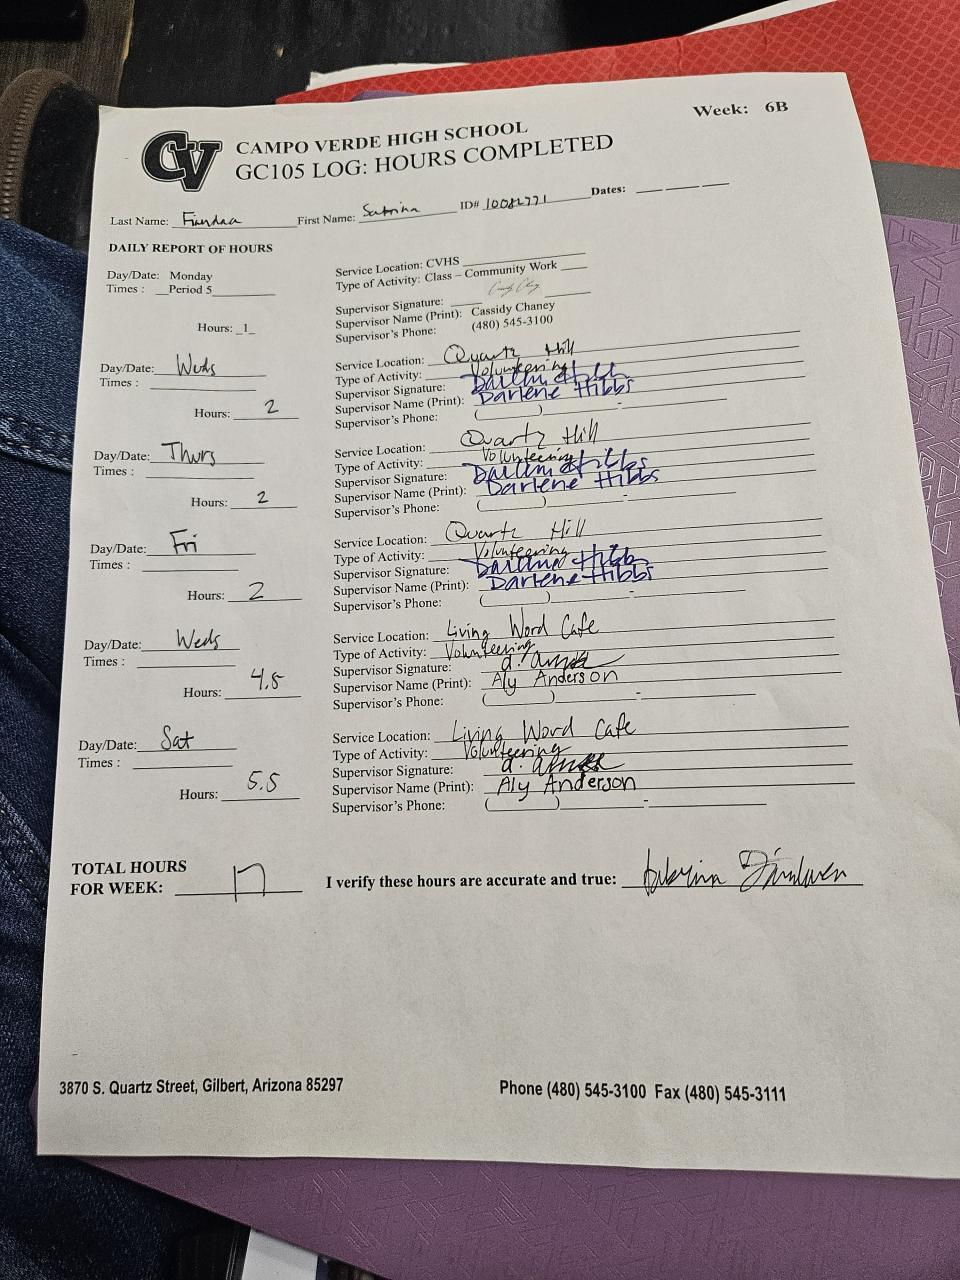 Week: 6B
CV
CAMPO VERDE HIGH SCHOOL
GC105 LOG: HOURS COMPLETED
Last Name: First Name: Sabrina ID# Dates:
DAILY REPORT OF HOURS
Day/Date: Monday
Times : Period 5
Hours: 1
Service Location: CVHS
Type of Activity: Class – Community Work
Supervisor Signature:
Supervisor Name (Print): Cassidy Chaney
Supervisor's Phone: (480) 545-3100
Day/Date: Weds
Times :
Hours: 2
Service Location: Quartz Hill
Type of Activity: Volunteering
Supervisor Signature: Darlene Hibbs
Supervisor Name (Print): Darlene Hibbs
Supervisor's Phone: ( ) -
Day/Date: Thurs
Times :
Hours: 2
Service Location: Quartz Hill
Type of Activity: Volunteering
Supervisor Signature: Darlene Hibbs
Supervisor Name (Print): Darlene Hibbs
Supervisor's Phone: ( ) -
Day/Date: Fri
Times :
Hours: 2
Service Location: Quartz Hill
Type of Activity: Volunteering
Supervisor Signature: Darlene Hibbs
Supervisor Name (Print): Darlene Hibbs
Supervisor's Phone: ( ) -
Day/Date: Weds
Times :
Hours: 4.5
Service Location: Living Word Cafe
Type of Activity: Volunteering
Supervisor Signature:
Supervisor Name (Print): Aly Anderson
Supervisor's Phone: ( ) -
Day/Date: Sat
Times :
Hours: 5.5
Service Location: Living Word Cafe
Type of Activity: Volunteering
Supervisor Signature:
Supervisor Name (Print): Aly Anderson
Supervisor's Phone: ( ) -
TOTAL HOURS
FOR WEEK: 17
I verify these hours are accurate and true: Sabrina
3870 S. Quartz Street, Gilbert, Arizona 85297
Phone (480) 545-3100 Fax (480) 545-3111